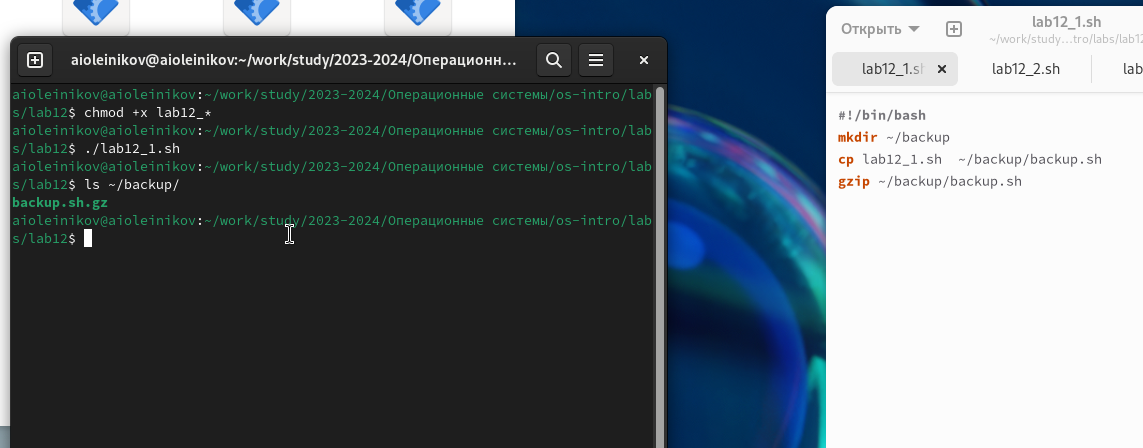 aioleinikov@aioleinikov:~/work/study/2023-2024/Операционн...
aioleinikov@aioleinikov:~/work/study/2023-2024/Операционные системы/os-intro/lab
s/lab12$ chmod +x lab12_*
aioleinikov@aioleinikov:~/work/study/2023-2024/Операционные системы/os-intro/lab
s/lab12$ ./lab12_1.sh
aioleinikov@aioleinikov:~/work/study/2023-2024/Операционные системы/os-intro/lab
s/lab12$ ls ~/backup/
backup.sh.gz
aioleinikov@aioleinikov:~/work/study/2023-2024/Операционные системы/os-intro/lab
s/lab12$
Открыть
lab12_1.sh
~/work/study...tro/labs/lab12
lab12_1.sh
lab12_2.sh
lab
#!/bin/bash
mkdir ~/backup
cp lab12_1.sh  ~/backup/backup.sh
gzip ~/backup/backup.sh